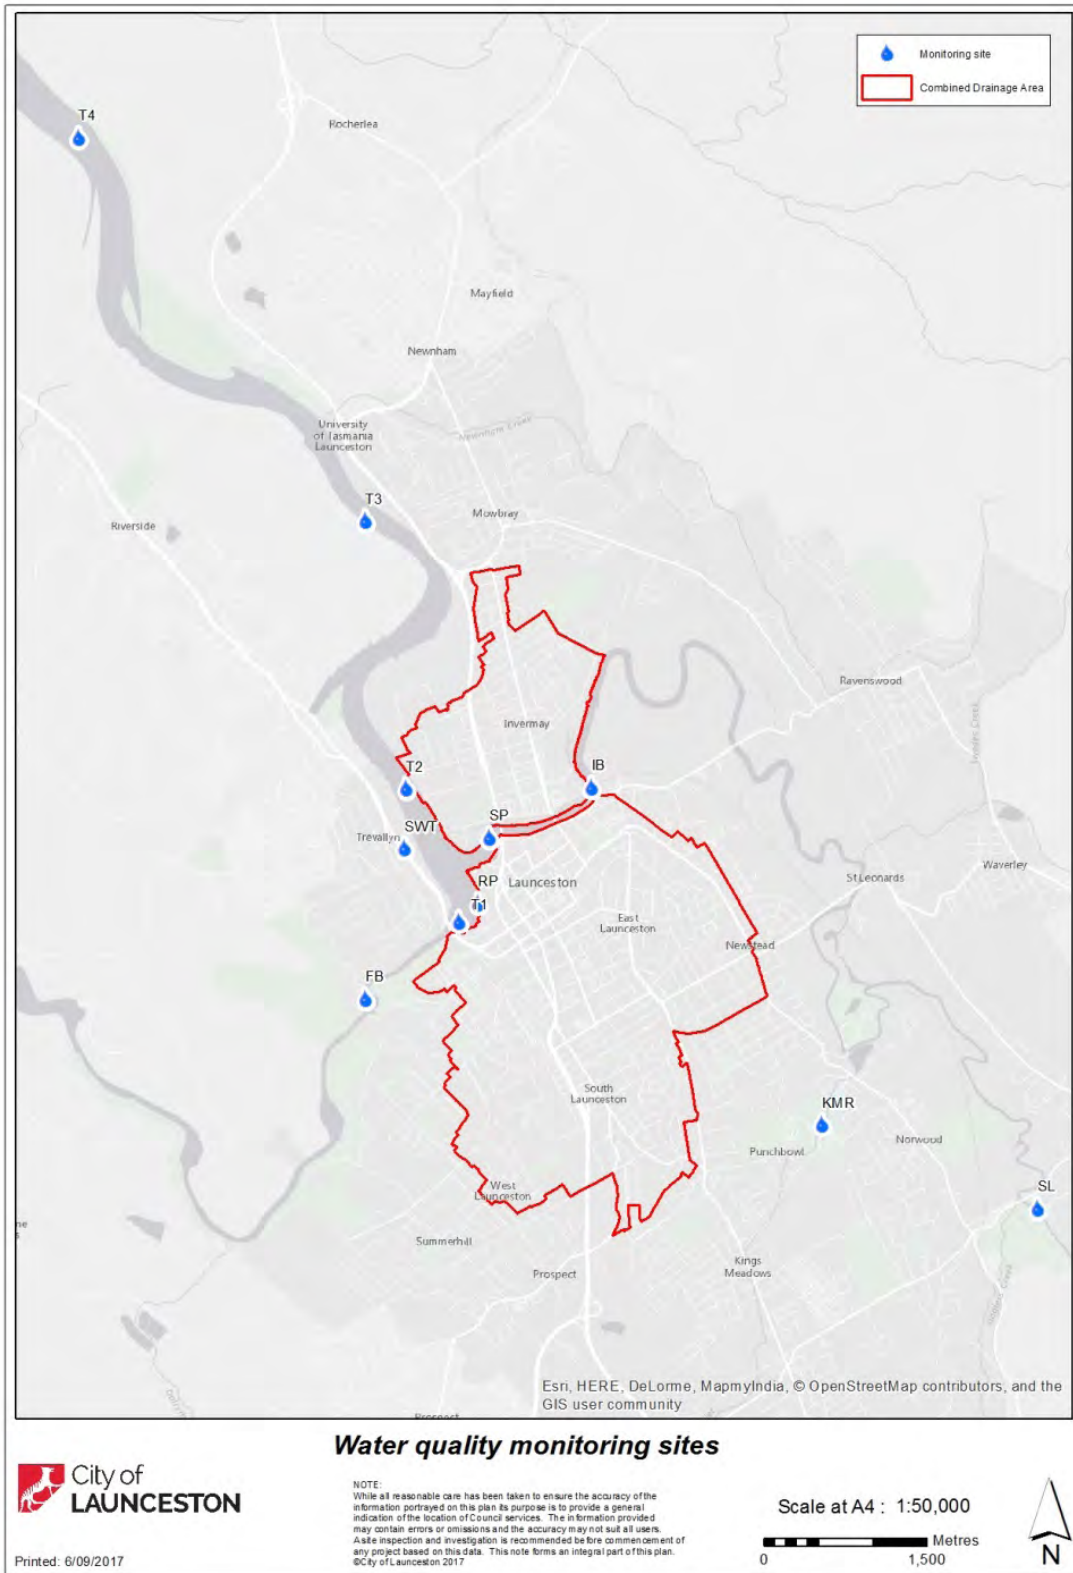 Monitoring site
Combined Drainage Area
T4
Rocherlea
Mayfield
Newnham
University
of Tasmania
Launceston
Newnham Creek
T3
Mowbray
Riverside
Ravenswood
Invermay
T2
IB
SWT
SP
Trevallyn
Waverley
RP
Launceston
St Leonards
T1
East
Launceston
Newstead
FB
South
Launceston
KMR
Norwood
Punchbowl
West
Launceston
SL
Summerhill
Kings
Meadows
Prospect
Esri, HERE, DeLorme, MapmyIndia, © OpenStreetMap contributors, and the
GIS user community
Prospect
Water quality monitoring sites
City of
LAUNCESTON
NOTE:
While all reasonable care has been taken to ensure the accuracy of the
information portrayed on this plan its purpose is to provide a general
indication of the location of Council services. The information provided
may contain errors or omissions and the accuracy may not suit all users.
A site inspection and investigation is recommended before commencement of
any project based on this data. This note forms an integral part of this plan.
©City of Launceston 2017
Printed: 6/09/2017
Scale at A4 : 1:50,000
Metres
0 1,500
N